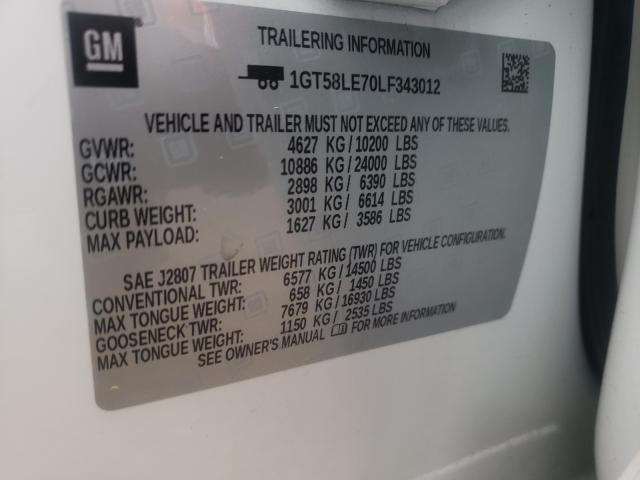 GM
TRAILERING INFORMATION
1GT58LE70LF343012
VEHICLE AND TRAILER MUST NOT EXCEED ANY OF THESE VALUES.
GVWR: 4627 KG/10200 LBS
GCWR: 10886 KG/24000 LBS
RGAWR: 2898 KG/ 6390 LBS
CURB WEIGHT: 3001 KG/ 6614 LBS
MAX PAYLOAD: 1627 KG/ 3586 LBS
SAE J2807 TRAILER WEIGHT RATING (TWR) FOR VEHICLE CONFIGURATION.
CONVENTIONAL TWR: 6577 KG/14500 LBS
MAX TONGUE WEIGHT: 658 KG/ 1450 LBS
GOOSENECK TWR: 7679 KG/16930 LBS
MAX TONGUE WEIGHT: 1150 KG/ 2535 LBS
SEE OWNER'S MANUAL FOR MORE INFORMATION